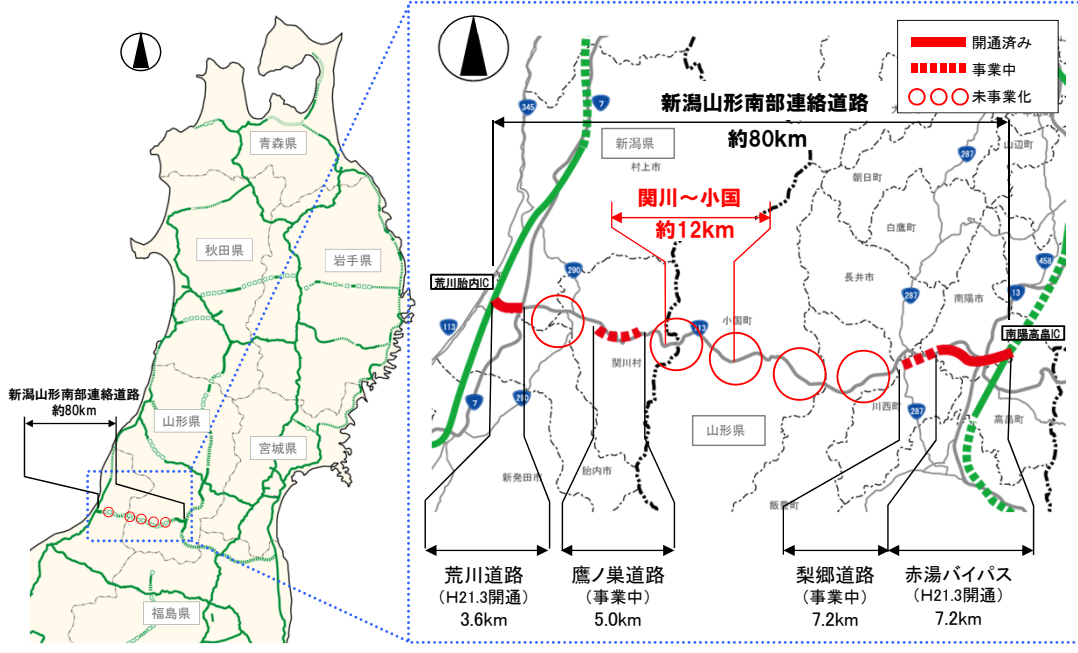 青森県
秋田県
岩手県
新潟山形南部連絡道路
約80km
山形県
宮城県
福島県
開通済み
事業中
未事業化
新潟山形南部連絡道路
約80km
345
7
新潟県
村上市
関川～小国
約12km
山辺町
287
朝日町
白鷹町
290
荒川胎内IC
長井市
458
287
南陽市
13
113
小国町
113
南陽高畠IC
関川村
7
290
川西町
287
高畠町
山形県
新発田市
胎内市
飯豊町
荒川道路
（H21.3開通）
3.6km
鷹ノ巣道路
（事業中）
5.0km
梨郷道路
（事業中）
7.2km
赤湯バイパス
（H21.3開通）
7.2km